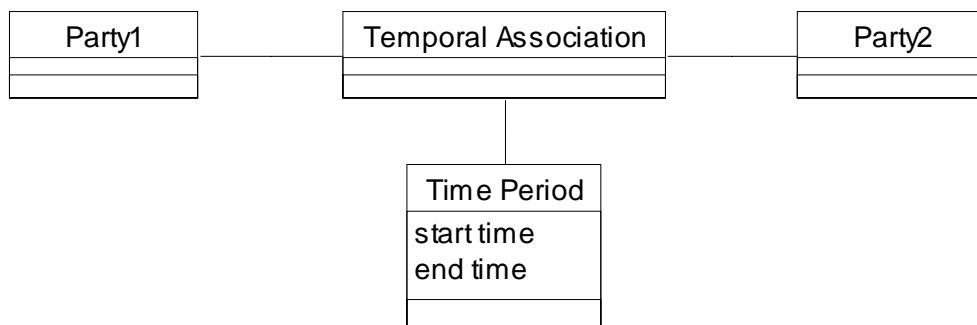 Party1
Temporal Association
Party2
Time Period
start time
end time